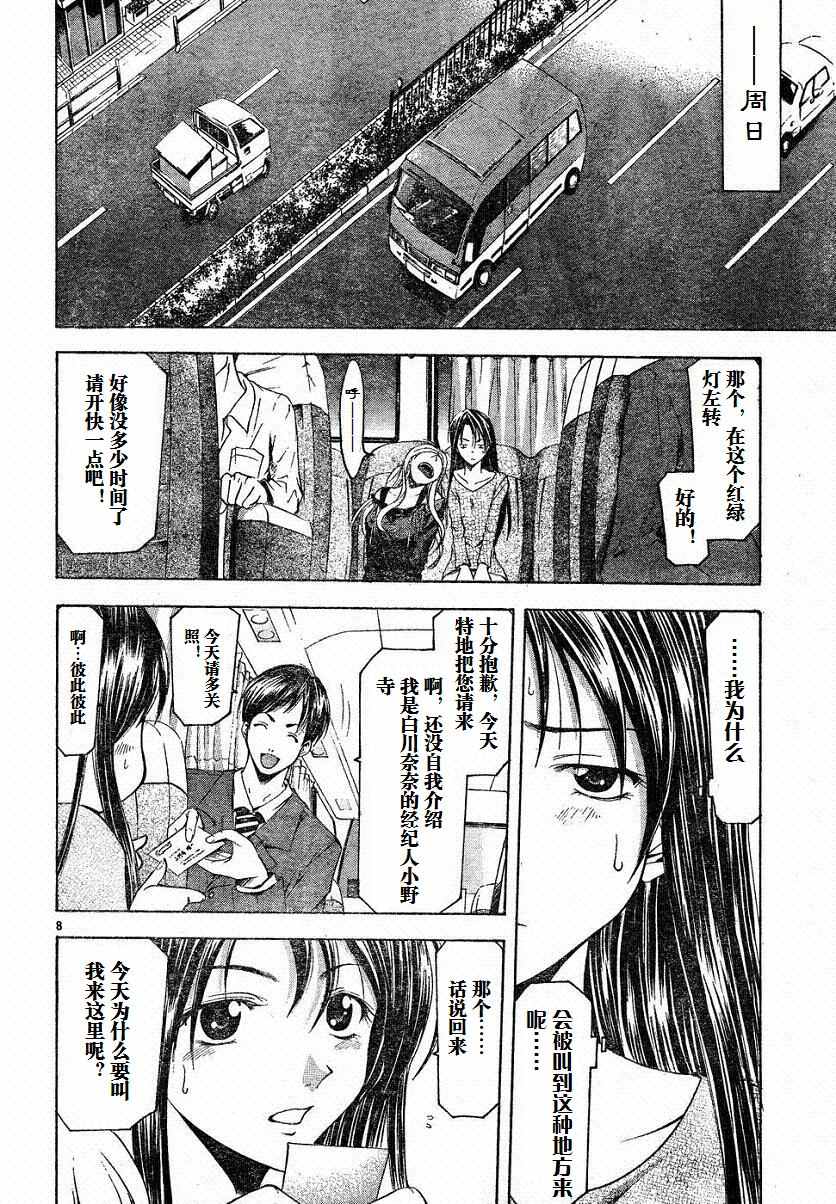 ——周日
那个，在这个红绿
灯左转
好的！
呼——
好像没多少时间了
请开快一点吧！
……我为什么
会被叫到这种地方来
呢……
十分抱歉，今天
特地把您请来
啊，还没自我介绍
我是白川奈奈的经纪人小野
寺
今天请多关
照！
啊…彼此彼此
8
那个……
话说回来
今天为什么要叫
我来这里呢？